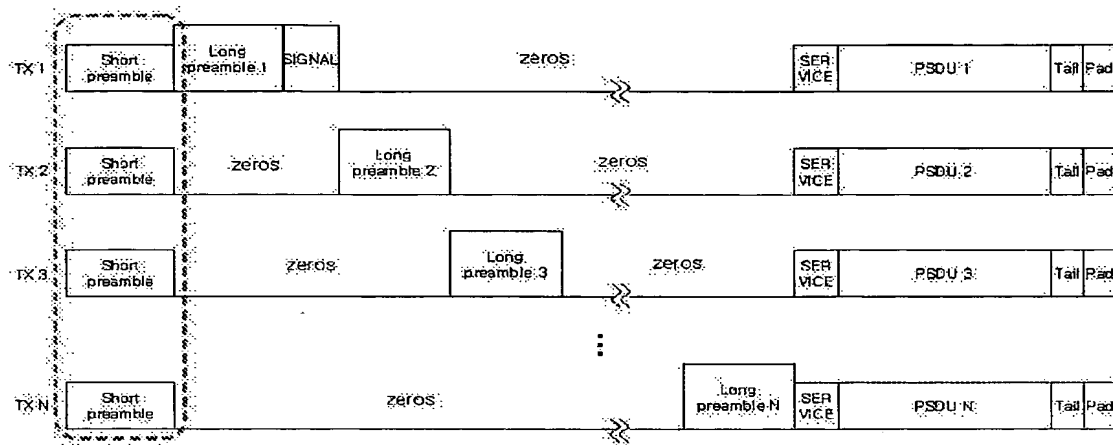 TX 1 Short preamble Long preamble 1 SIGNAL zeros SER VICE PSDU 1 Tail Pad
TX 2 Short preamble zeros Long preamble 2 zeros SER VICE PSDU 2 Tail Pad
TX 3 Short preamble zeros Long preamble 3 zeros SER VICE PSDU 3 Tail Pad
TX N Short preamble zeros Long preamble N SER VICE PSDU N Tail Pad